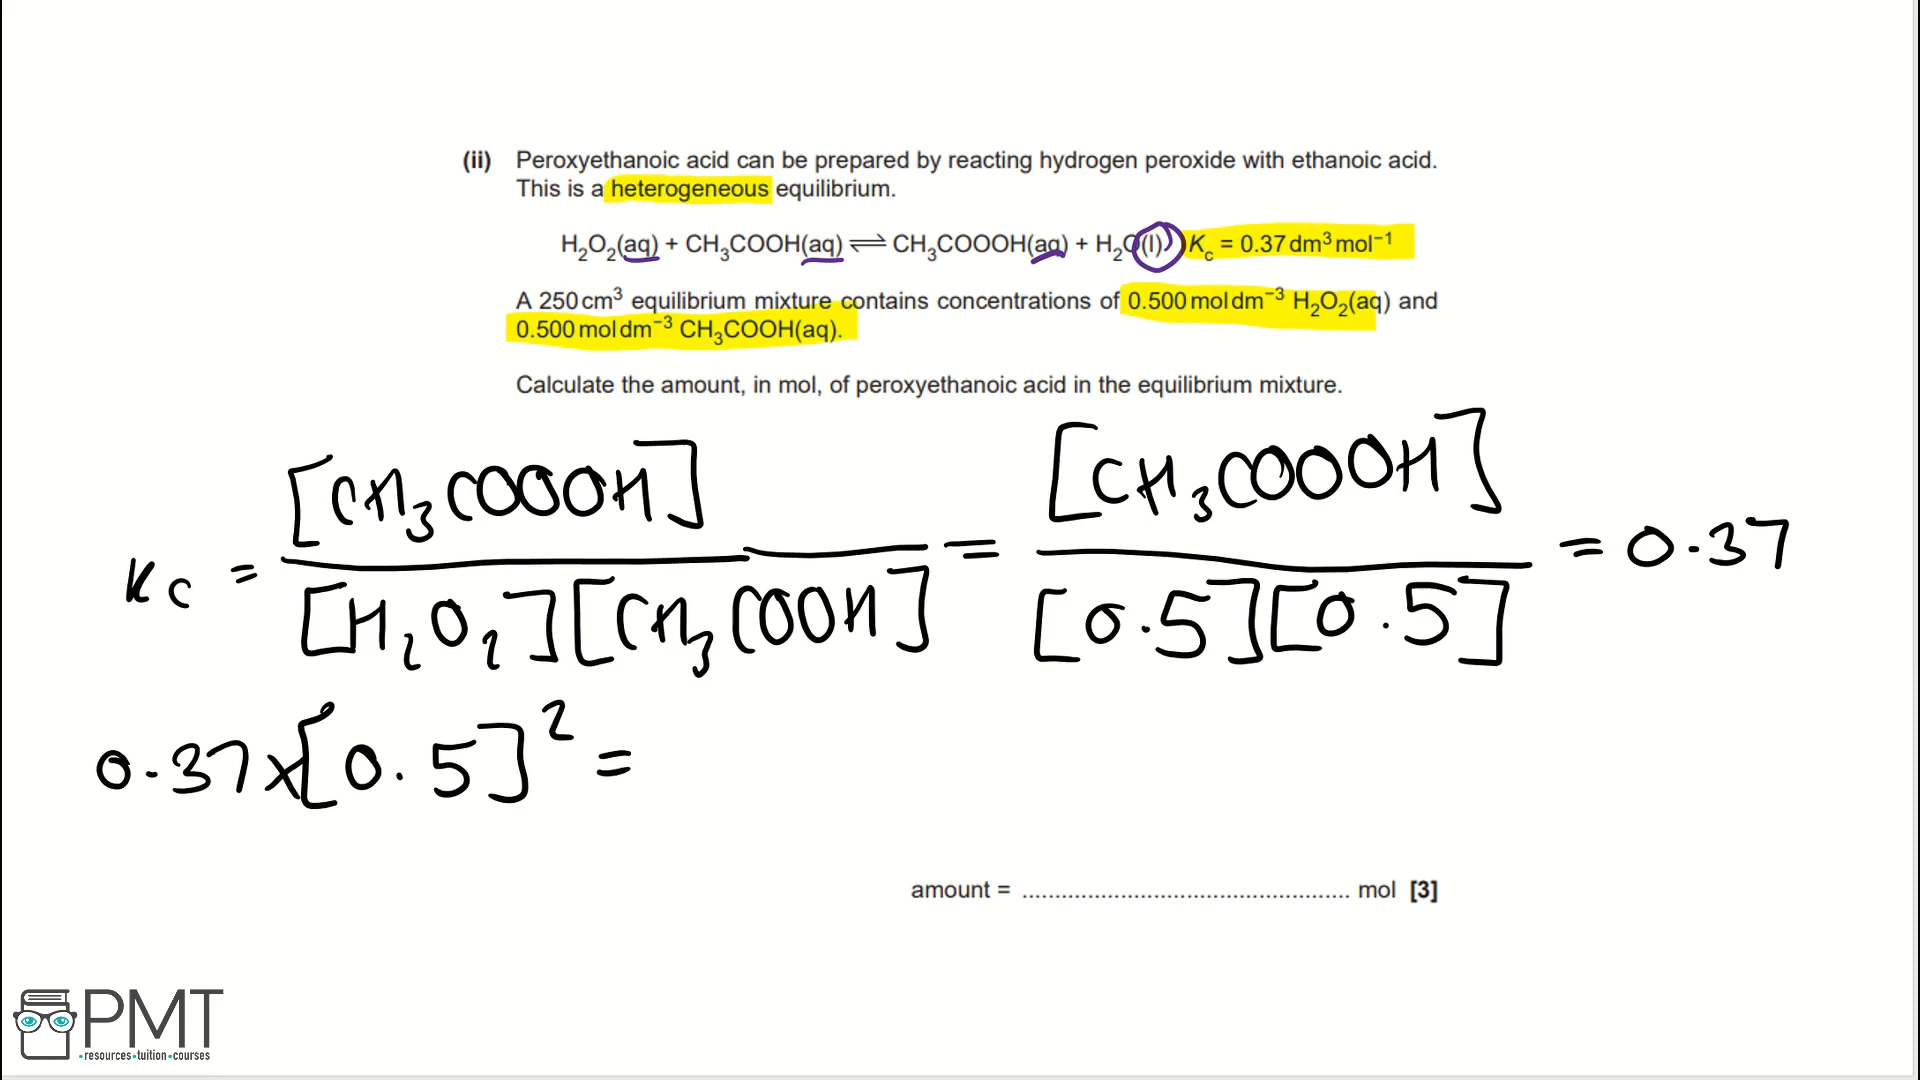 (ii) Peroxyethanoic acid can be prepared by reacting hydrogen peroxide with ethanoic acid.
This is a heterogeneous equilibrium.
H₂O₂(aq) + CH₃COOH(aq) ⇌ CH₃COOOH(aq) + H₂O(l) K꜀ = 0.37 dm³ mol⁻¹
A 250 cm³ equilibrium mixture contains concentrations of 0.500 mol dm⁻³ H₂O₂(aq) and
0.500 mol dm⁻³ CH₃COOH(aq).
Calculate the amount, in mol, of peroxyethanoic acid in the equilibrium mixture.
Kc = [CH₃COOOH] / [H₂O₂][CH₃COOH] = [CH₃COOOH] / [0.5][0.5] = 0.37
0.37×[0.5]² =
amount = .................................................. mol [3]
PMT
•resources•tuition•courses